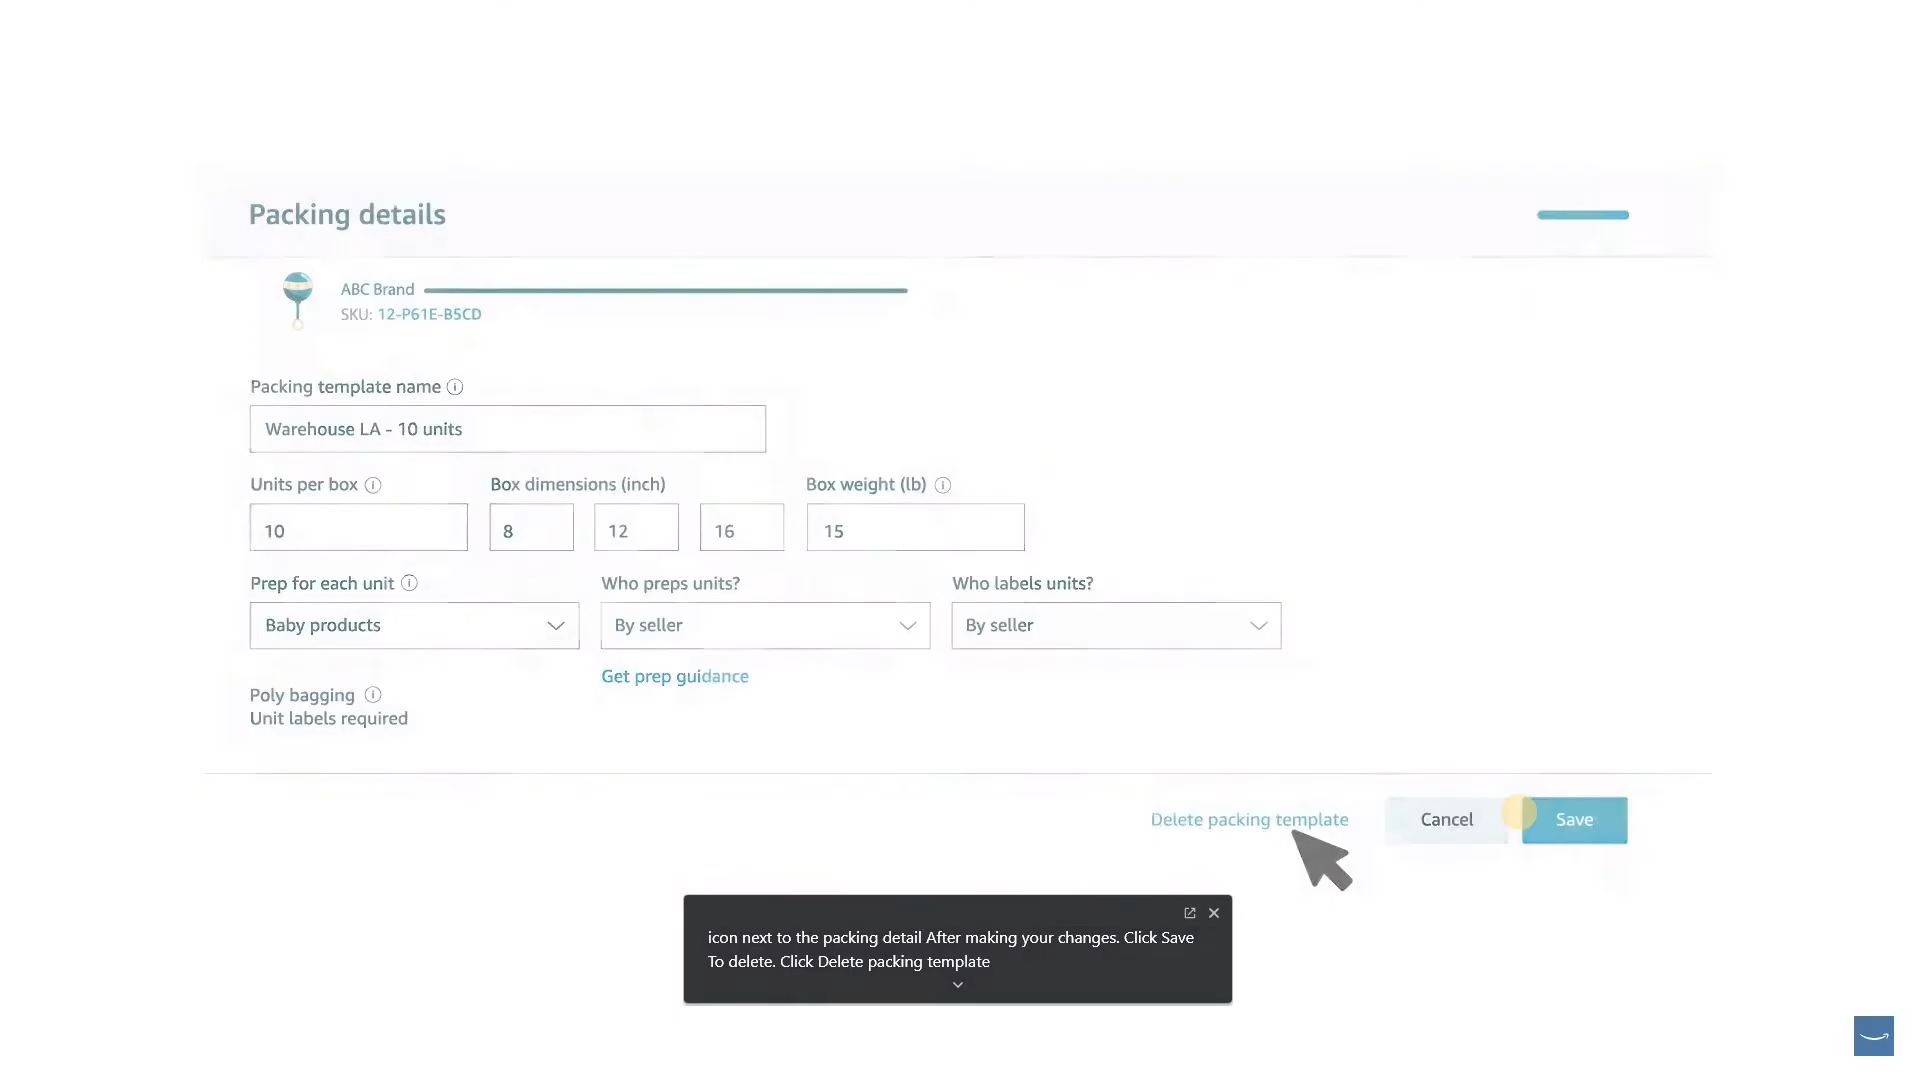 Packing details
ABC Brand
SKU: 12-P61E-B5CD
Packing template name
Warehouse LA - 10 units
Units per box
Box dimensions (inch)
Box weight (lb)
10
8
12
16
15
Prep for each unit
Who preps units?
Who labels units?
Baby products
By seller
By seller
Get prep guidance
Poly bagging
Unit labels required
Delete packing template
Cancel
Save
icon next to the packing detail After making your changes. Click Save
To delete. Click Delete packing template